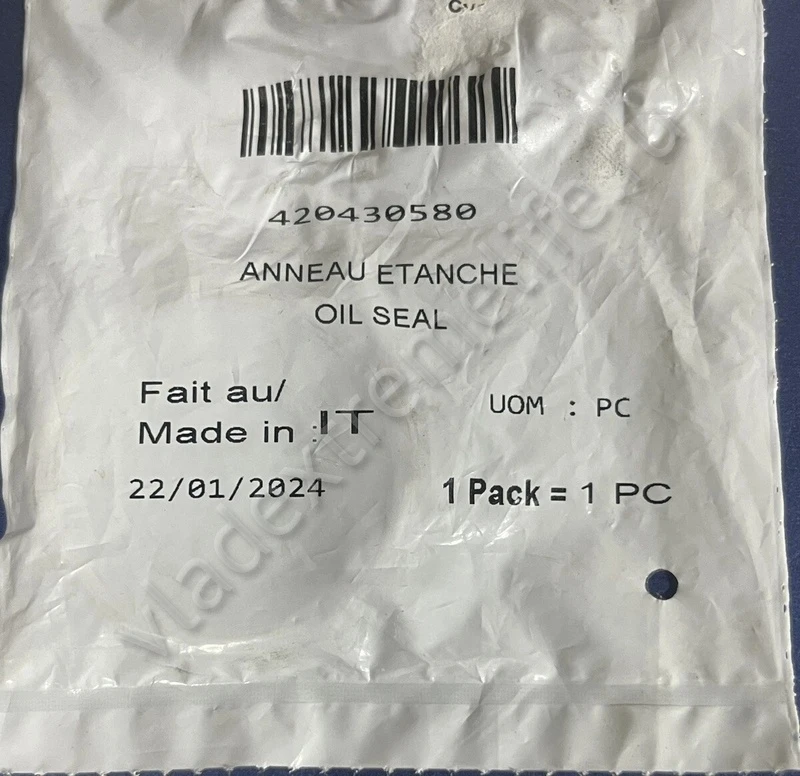 420430580
ANNEAU ETANCHE
OIL SEAL
Fait au/
Made in :IT
UOM : PC
22/01/2024
1 Pack = 1 PC